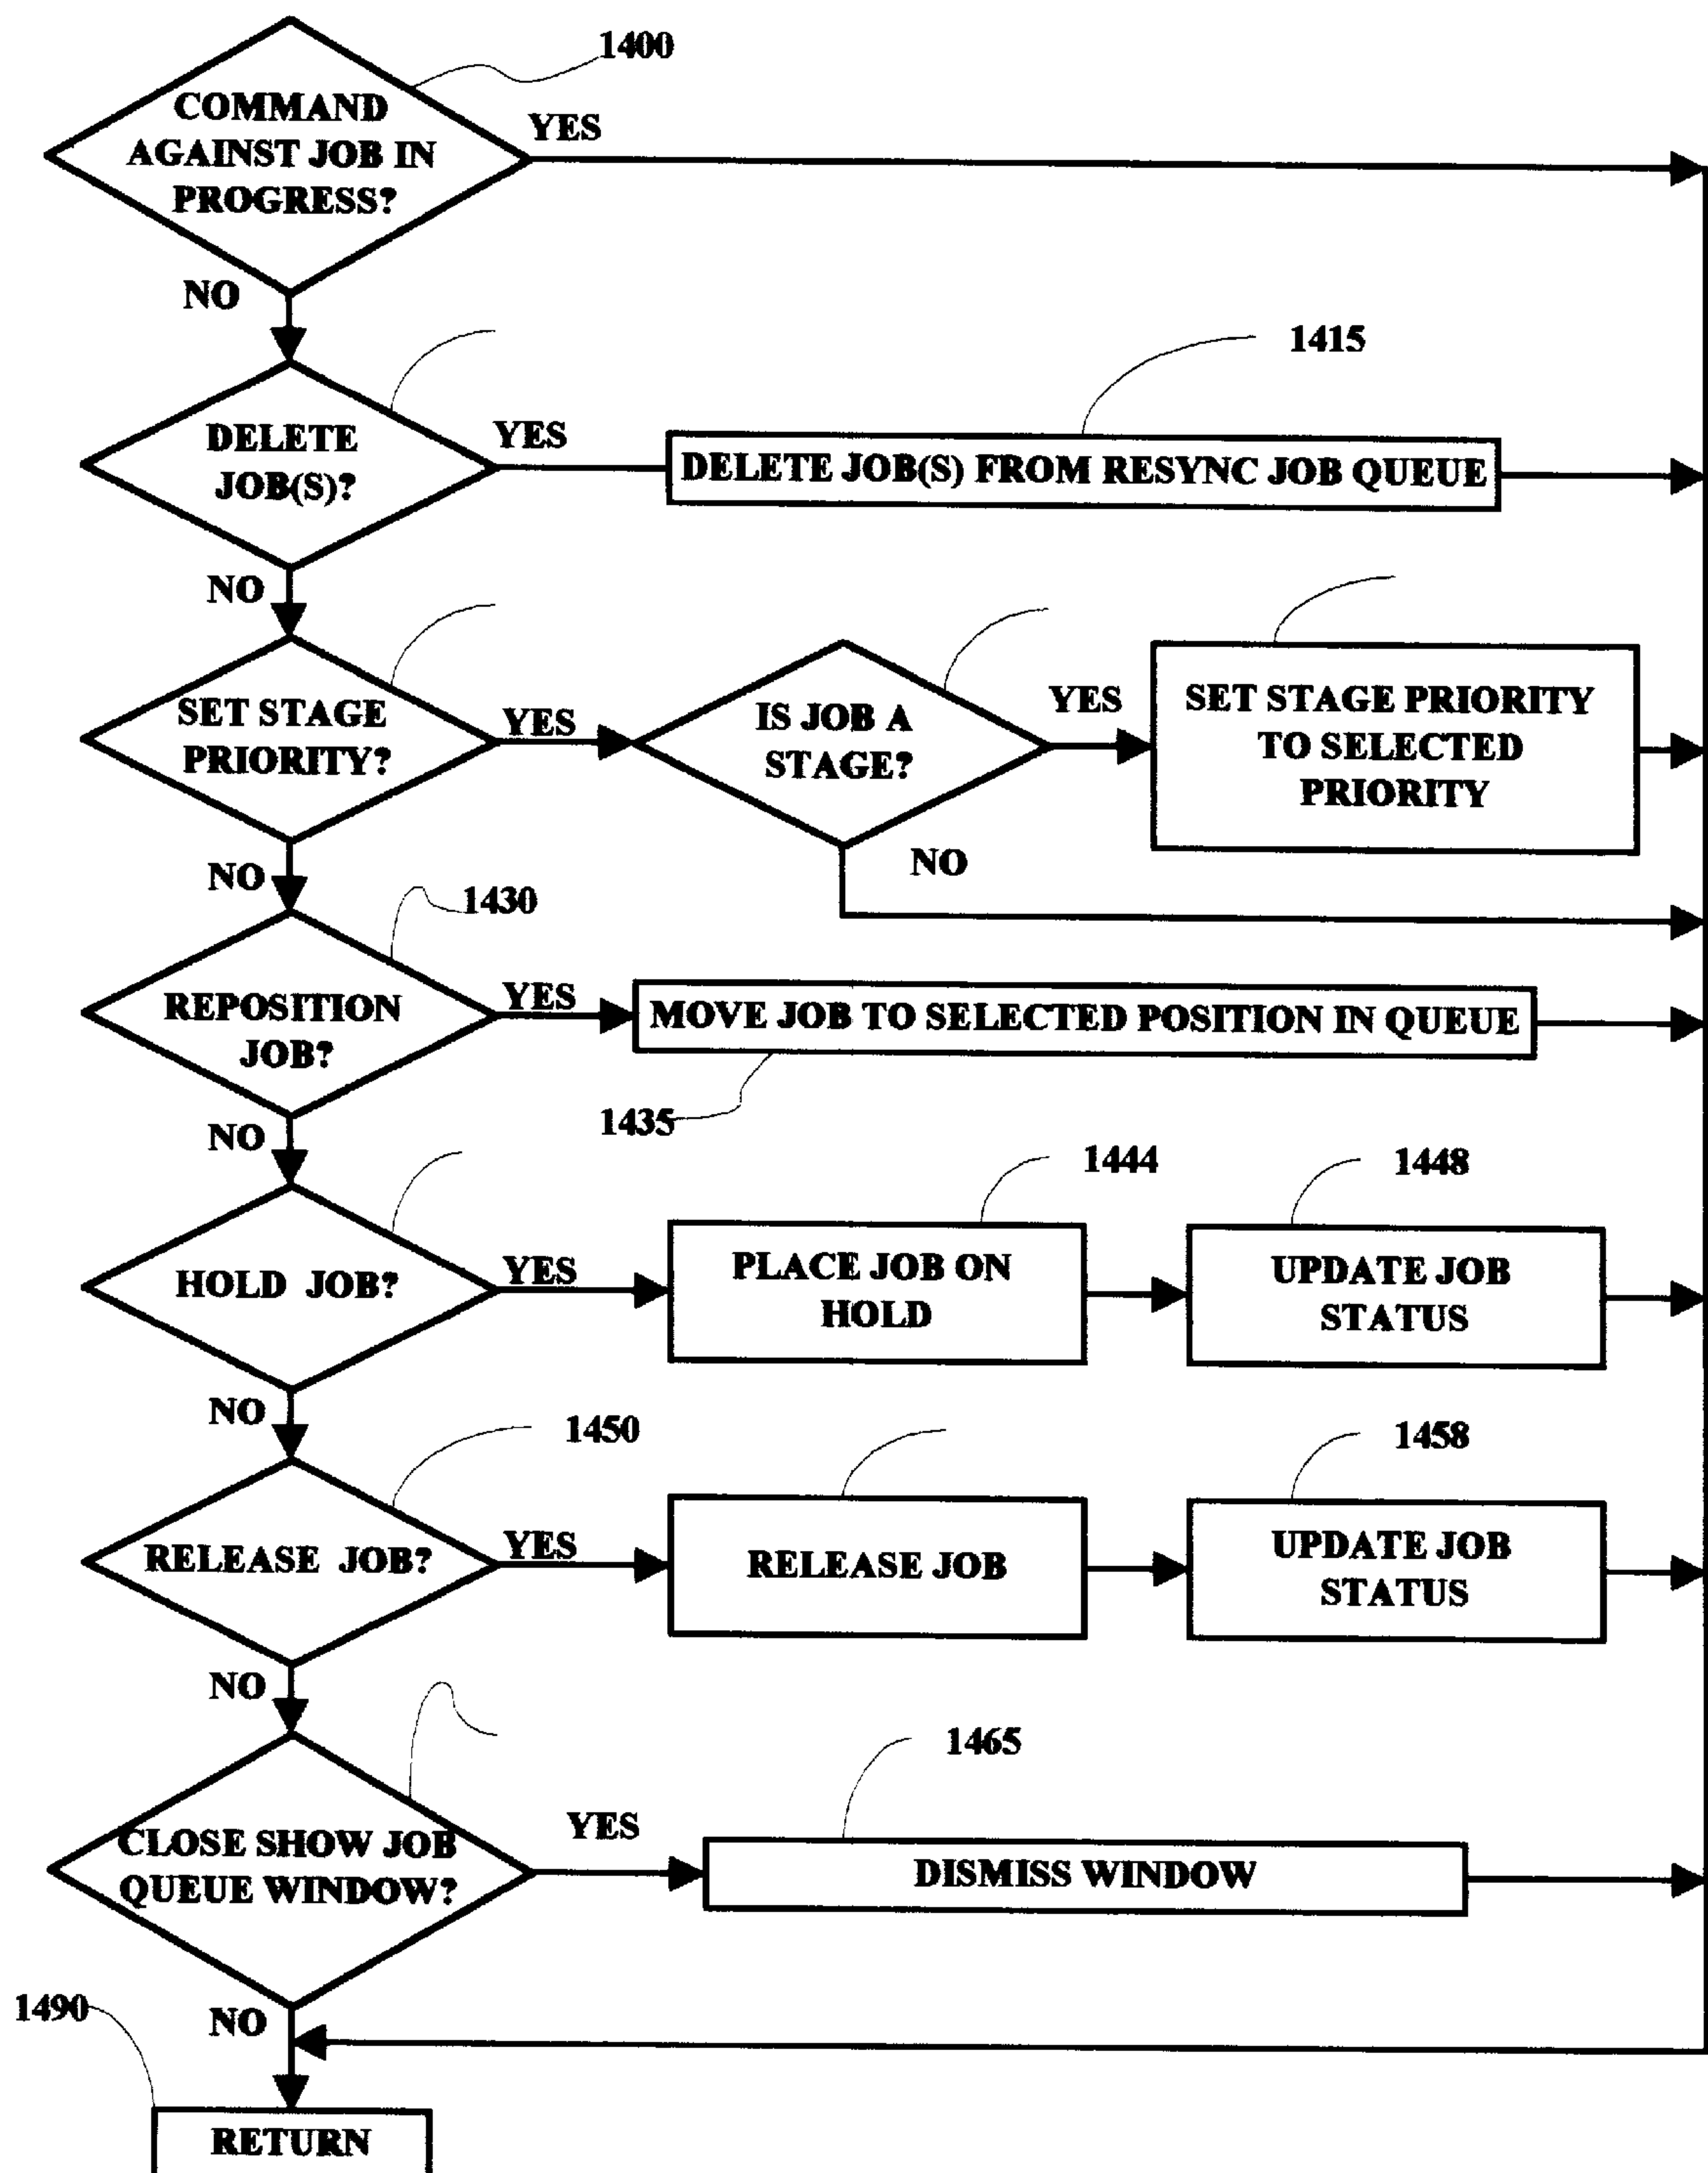 1400
COMMAND
AGAINST JOB IN
PROGRESS?
YES
NO
1415
DELETE
JOB(S)?
YES
DELETE JOB(S) FROM RESYNC JOB QUEUE
NO
SET STAGE
PRIORITY?
YES
IS JOB A
STAGE?
YES
SET STAGE PRIORITY
TO SELECTED
PRIORITY
NO
NO
1430
REPOSITION
JOB?
YES
MOVE JOB TO SELECTED POSITION IN QUEUE
1435
NO
1444
1448
HOLD JOB?
YES
PLACE JOB ON
HOLD
UPDATE JOB
STATUS
NO
1450
1458
RELEASE JOB?
YES
RELEASE JOB
UPDATE JOB
STATUS
NO
1465
CLOSE SHOW JOB
QUEUE WINDOW?
YES
DISMISS WINDOW
1490
NO
RETURN